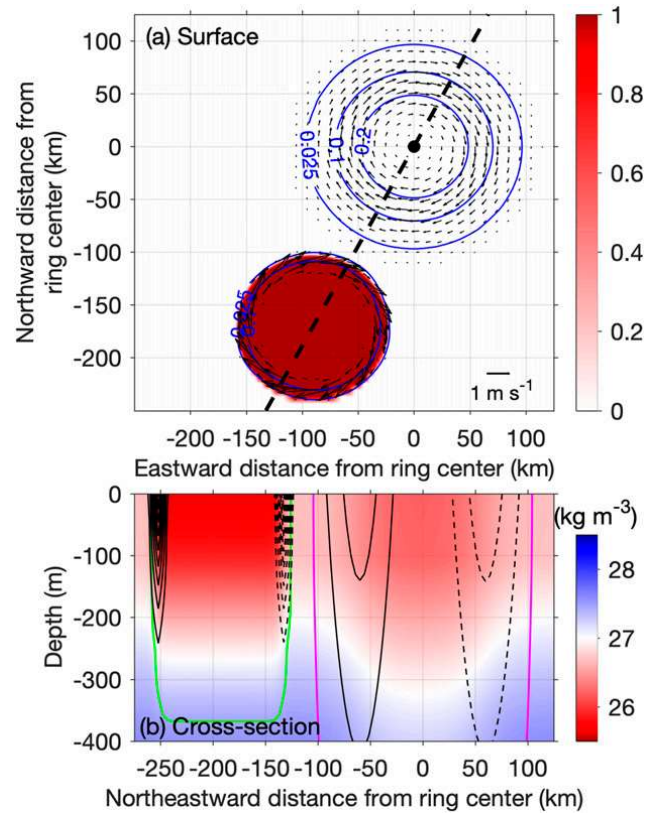 (a) Surface
100
50
0
-50
-100
-150
-200
Northward distance from
ring center (km)
0.025
0.1
0.2
0.025
1 m s-1
-200 -150 -100 -50 0 50 100
Eastward distance from ring center (km)
1
0.8
0.6
0.4
0.2
0
0
-100
-200
-300
-400
Depth (m)
(b) Cross-section
-250 -200 -150 -100 -50 0 50 100
Northeastward distance from ring center (km)
(kg m-3)
28
27
26